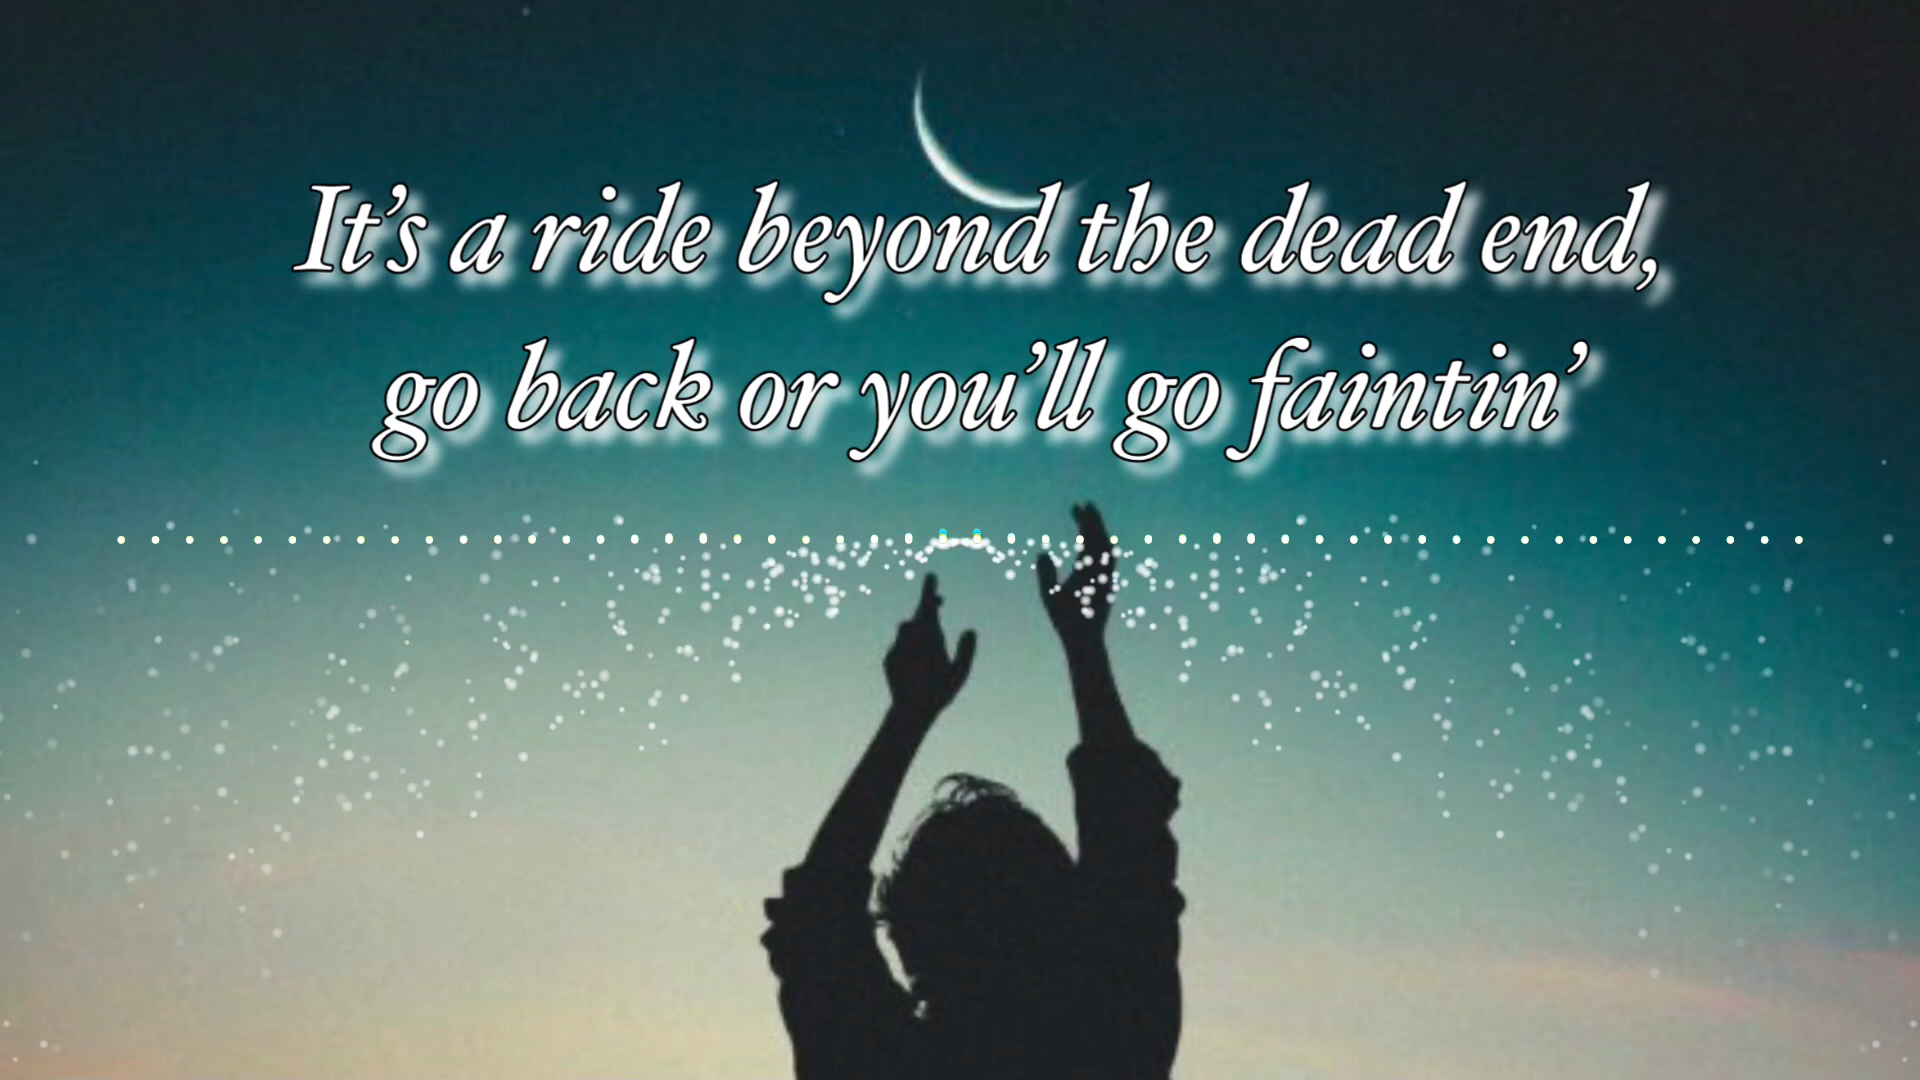 It’s a ride beyond the dead end,
go back or you’ll go faintin’